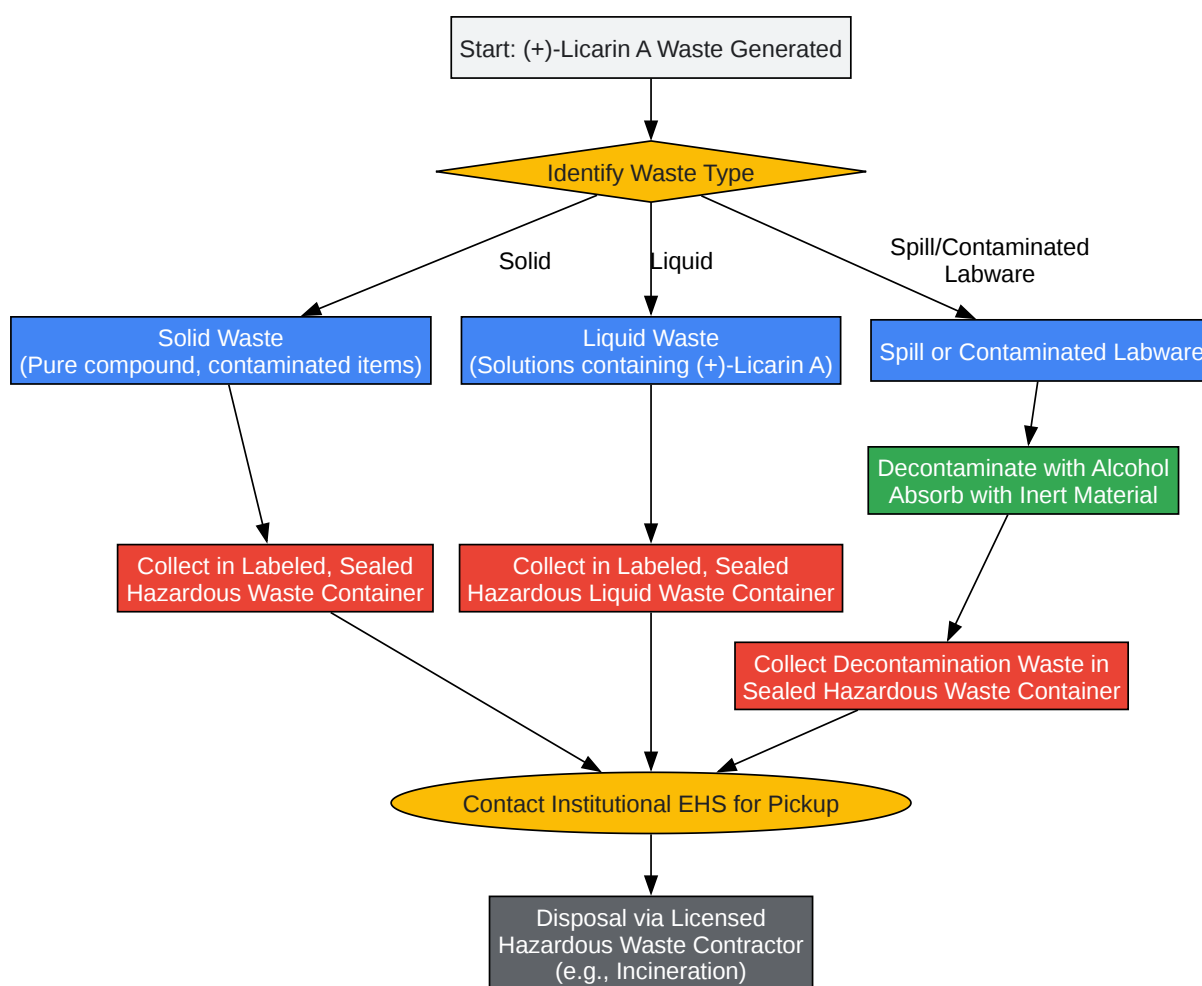 Start: (+)-Licarin A Waste Generated
Identify Waste Type
Solid
Liquid
Spill/Contaminated
Labware
Solid Waste
(Pure compound, contaminated items)
Liquid Waste
(Solutions containing (+)-Licarin A)
Spill or Contaminated Labware
Decontaminate with Alcohol
Absorb with Inert Material
Collect in Labeled, Sealed
Hazardous Waste Container
Collect in Labeled, Sealed
Hazardous Liquid Waste Container
Collect Decontamination Waste in
Sealed Hazardous Waste Container
Contact Institutional EHS for Pickup
Disposal via Licensed
Hazardous Waste Contractor
(e.g., Incineration)